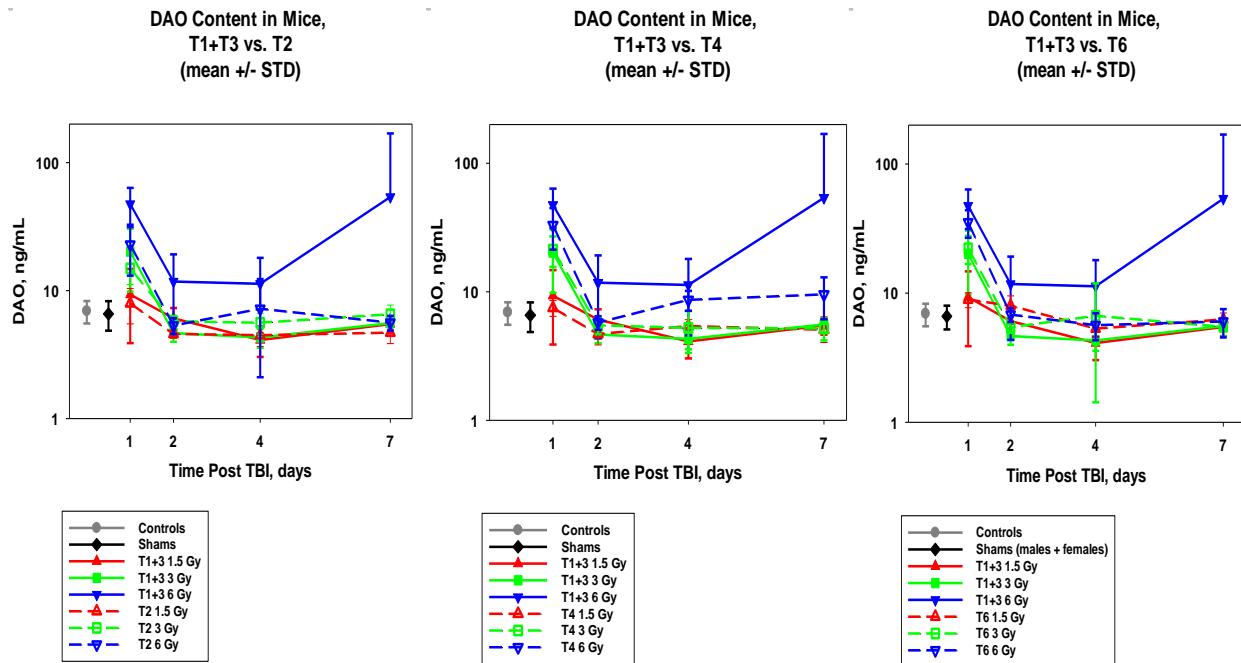 DAO Content in Mice,
T1+T3 vs. T2
(mean +/- STD)
DAO, ng/mL
100
10
1
1
2
4
7
Time Post TBI, days
Controls
Shams
T1+3 1.5 Gy
T1+3 3 Gy
T1+3 6 Gy
T2 1.5 Gy
T2 3 Gy
T2 6 Gy
DAO Content in Mice,
T1+T3 vs. T4
(mean +/- STD)
DAO, ng/mL
100
10
1
1
2
4
7
Time Post TBI, days
Controls
Shams
T1+3 1.5 Gy
T1+3 3 Gy
T1+3 6 Gy
T4 1.5 Gy
T4 3 Gy
T4 6 Gy
DAO Content in Mice,
T1+T3 vs. T6
(mean +/- STD)
DAO, ng/mL
100
10
1
1
2
4
7
Time Post TBI, days
Controls
Shams (males + females)
T1+3 1.5 Gy
T1+3 3 Gy
T1+3 6 Gy
T6 1.5 Gy
T6 3 Gy
T6 6 Gy